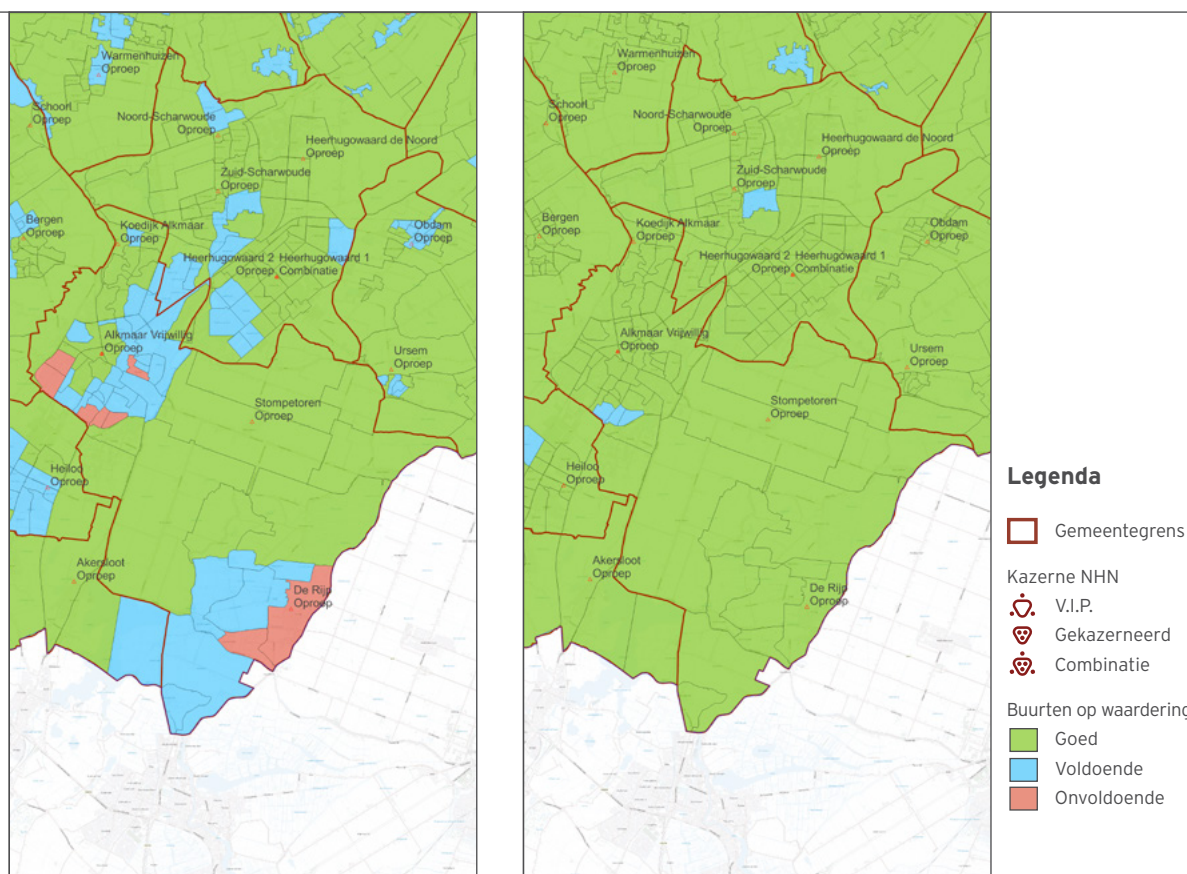 Warmenhuizen
Oproep
Schoorl
Oproep
Noord-Scharwoude
Oproep
Heerhugowaard de Noord
Oproep
Zuid-Scharwoude
Oproep
Bergen
Oproep
Koedijk Alkmaar
Oproep
Obdam
Oproep
Heerhugowaard 2 Heerhugowaard 1
Oproep Combinatie
Alkmaar Vrijwillig
Oproep
Ursem
Oproep
Stompetoren
Oproep
Heiloo
Oproep
Akersloot
Oproep
De Rijp
Oproep
Warmenhuizen
Oproep
Schoorl
Oproep
Noord-Scharwoude
Oproep
Heerhugowaard de Noord
Oproep
Zuid-Scharwoude
Oproep
Bergen
Oproep
Koedijk Alkmaar
Oproep
Obdam
Oproep
Heerhugowaard 2 Heerhugowaard 1
Oproep Combinatie
Alkmaar Vrijwillig
Oproep
Ursem
Oproep
Stompetoren
Oproep
Heiloo
Oproep
Akersloot
Oproep
De Rijp
Oproep
Legenda
Gemeentegrens
Kazerne NHN
V.I.P.
Gekazerneerd
Combinatie
Buurten op waardering
Goed
Voldoende
Onvoldoende